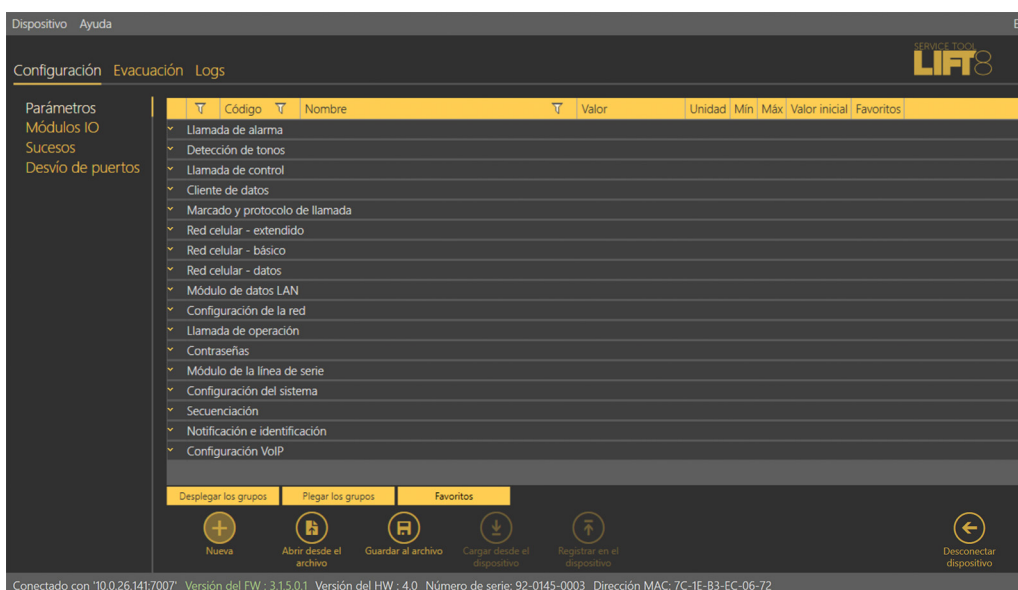 Dispositivo Ayuda
SERVICE TOOL
LIFT8
Configuración Evacuación Logs
Parámetros
Módulos IO
Sucesos
Desvío de puertos
Código Nombre Valor Unidad Mín Máx Valor inicial Favoritos
Llamada de alarma
Detección de tonos
Llamada de control
Cliente de datos
Marcado y protocolo de llamada
Red celular - extendido
Red celular - básico
Red celular - datos
Módulo de datos LAN
Configuración de la red
Llamada de operación
Contraseñas
Módulo de la línea de serie
Configuración del sistema
Secuenciación
Notificación e identificación
Configuración VoIP
Desplegar los grupos Plegar los grupos Favoritos
Nueva
Abrir desde el
archivo
Guardar al archivo
Cargar desde el
dispositivo
Registrar en el
dispositivo
Desconectar
dispositivo
Conectado con '10.0.26.141:7007' Versión del FW : 3.1.5.0.1 Versión del HW : 4.0 Número de serie: 92-0145-0003 Dirección MAC: 7C-1E-B3-EC-06-72